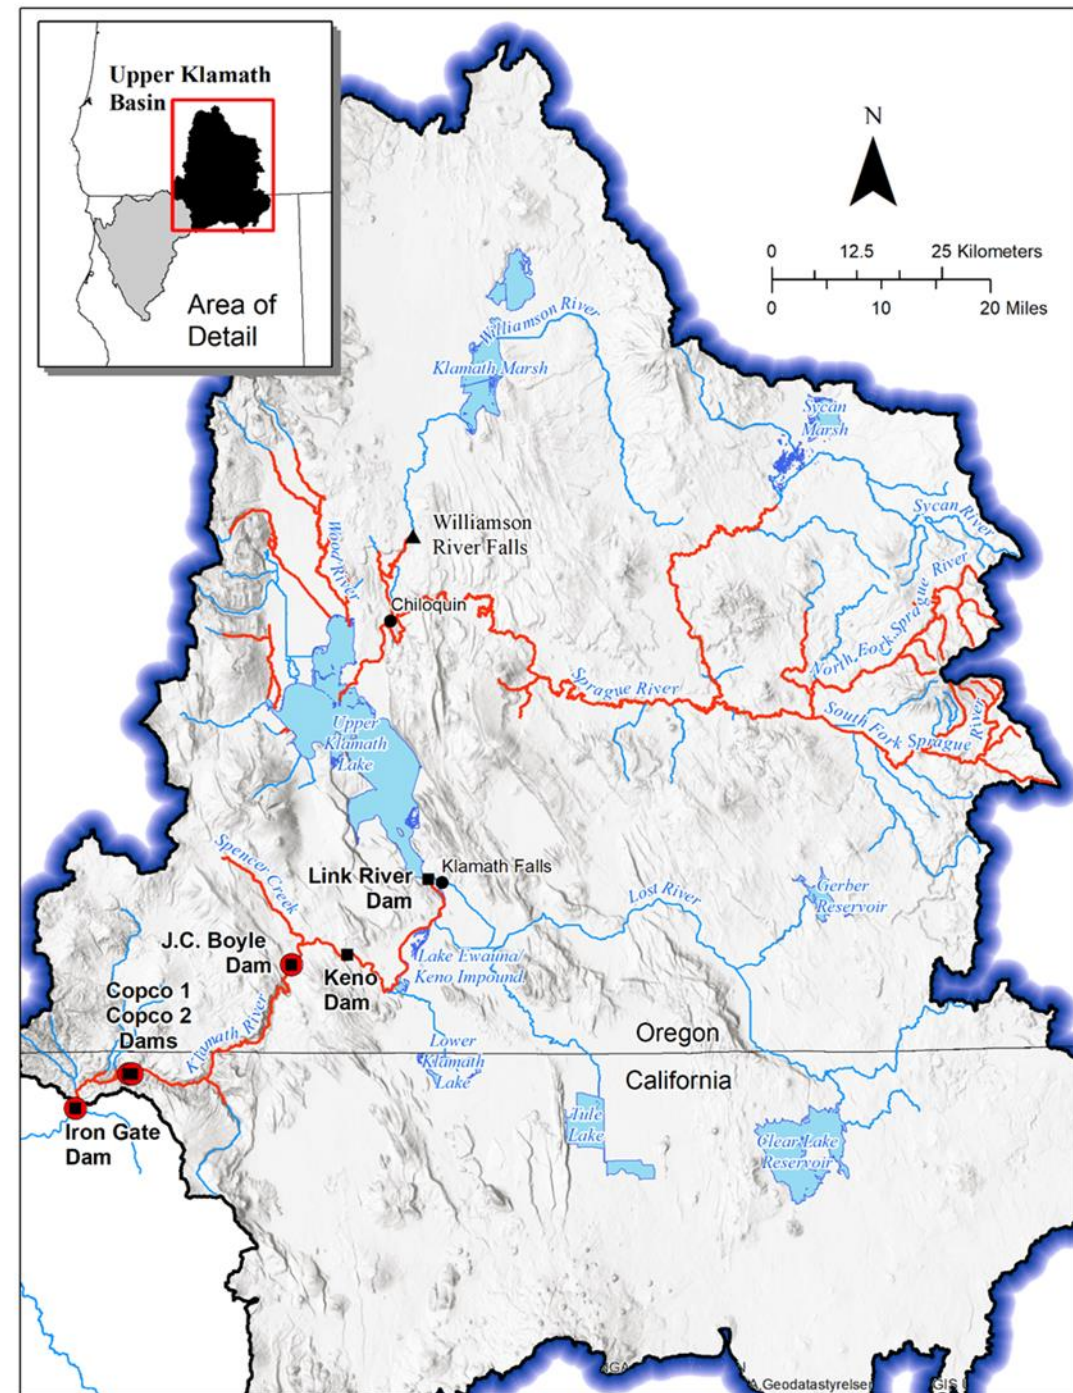 Upper Klamath
Basin
Area of
Detail
N
0 12.5 25 Kilometers
0 10 20 Miles
Williamson River
Klamath Marsh
Sycan
Marsh
Sycan River
Williamson
River Falls
Wood River
Chiloquin
North Fork Sprague River
Sprague River
South Fork Sprague River
Upper
Klamath
Lake
Spencer Creek
Link River
Dam
Klamath Falls
Lost River
Gerber
Reservoir
J.C. Boyle
Dam
Keno
Dam
Lake Ewauna/
Keno Impound.
Copco 1
Copco 2
Dams
Klamath River
Oregon
California
Lower
Klamath
Lake
Iron Gate
Dam
Tule
Lake
Clear Lake
Reservoir
A,Geodatastyrelsen
GIS U